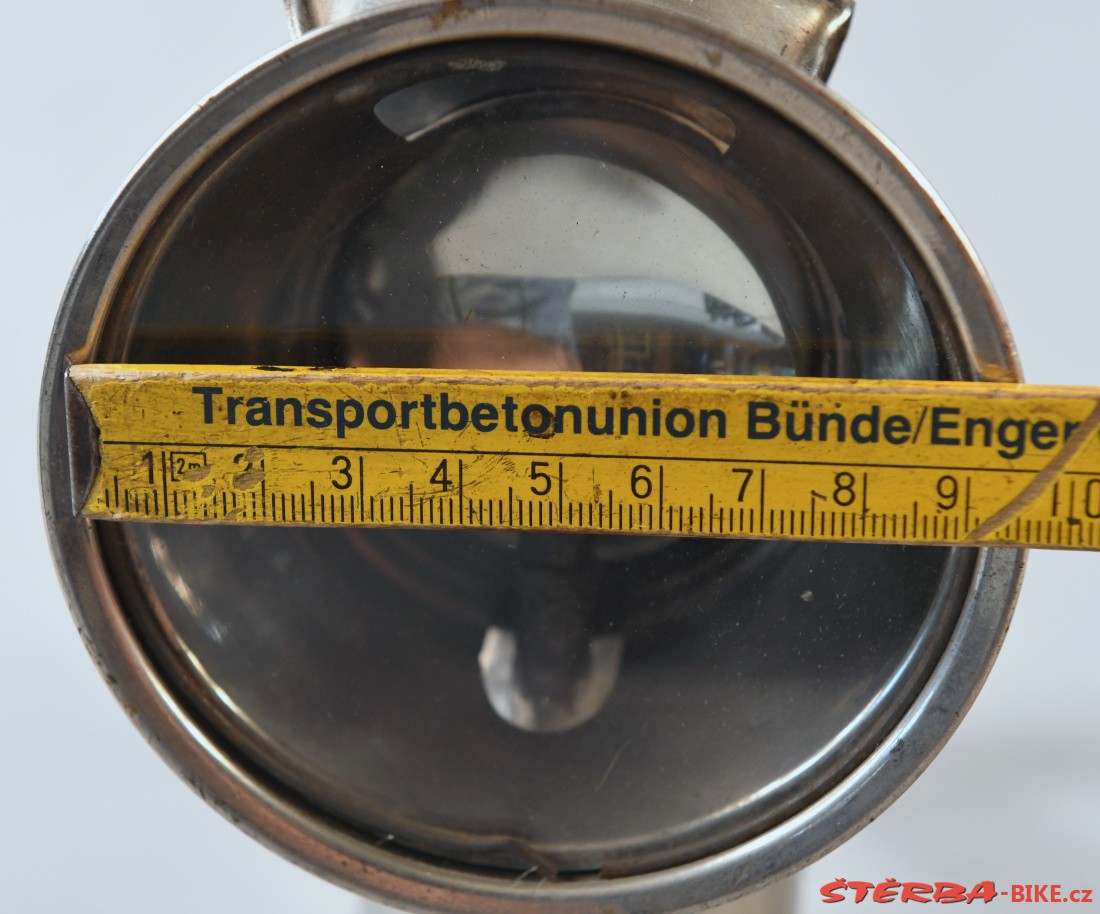 Transportbetonunion Bünde/Enger
1 2m 2 3 4 5 6 7 8 9 10
ŠTĚRBA-BIKE.cz